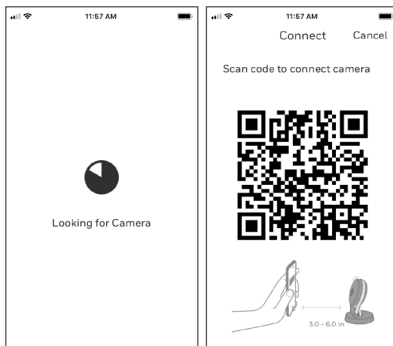 11:57 AM
Looking for Camera
11:57 AM
Connect Cancel
Scan code to connect camera
3.0 - 6.0 in